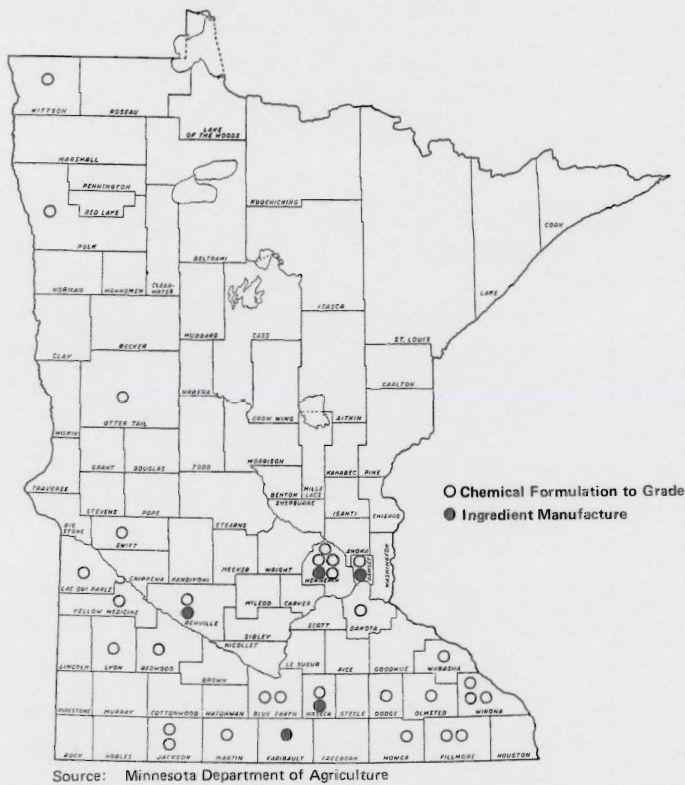 KITTSON
ROSEAU
LAKE
OF THE WOODS
MARSHALL
PENNINGTON
RED LAKE
KOOCHICHING
COOK
POLK
BELTRAMI
NORMAN
MAHNOMEN
CLEAR-
WATER
ITASCA
LAKE
HUBBARD
CASS
ST. LOUIS
BECKER
CLAY
CARLTON
WADENA
CROW WING
AITKIN
OTTER TAIL
WILKIN
MORRISON
GRANT
DOUGLAS
TODD
KANABEC
PINE
TRAVERSE
MILLE
LACS
BENTON
SHERBURNE
STEVENS
POPE
ISANTI
CHISAGO
BIG
STONE
STEARNS
SWIFT
ANOKA
RAMSEY
WASHINGTON
MEEKER
WRIGHT
HENNEPIN
CHIPPEWA
KANDIYOHI
LAC QUI PARLE
McLEOD
CARVER
YELLOW MEDICINE
RENVILLE
SCOTT
DAKOTA
SIBLEY
NICOLLET
LINCOLN
LYON
REDWOOD
LE SUEUR
RICE
GOODHUE
WABASHA
BROWN
PIPESTONE
MURRAY
COTTONWOOD
WATONWAN
BLUE EARTH
WASECA
STEELE
DODGE
OLMSTED
WINONA
ROCK
NOBLES
JACKSON
MARTIN
FARIBAULT
FREEBORN
MOWER
FILLMORE
HOUSTON
Chemical Formulation to Grade
Ingredient Manufacture
Source: Minnesota Department of Agriculture